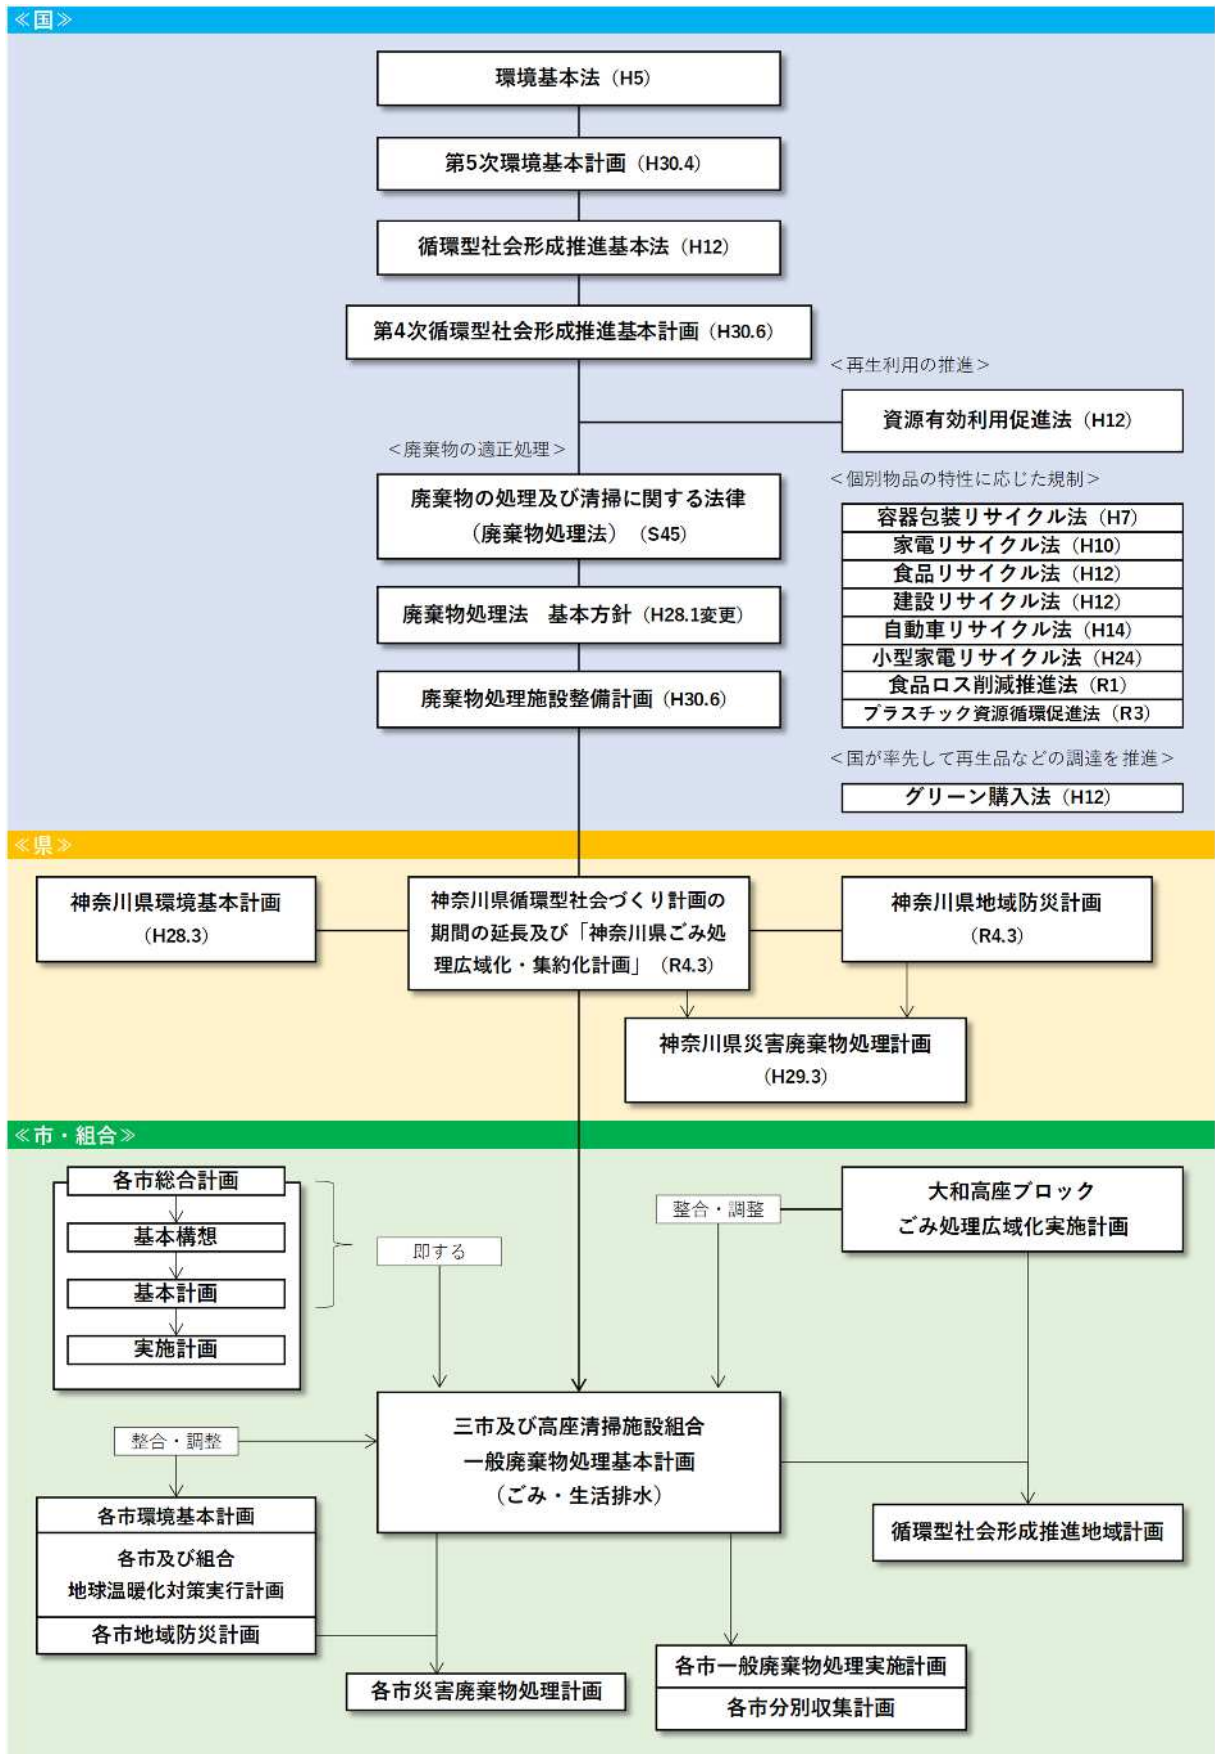 ≪国≫
環境基本法（H5）
第5次環境基本計画（H30.4）
循環型社会形成推進基本法（H12）
第4次循環型社会形成推進基本計画（H30.6）
＜再生利用の推進＞
資源有効利用促進法（H12）
＜廃棄物の適正処理＞
廃棄物の処理及び清掃に関する法律
（廃棄物処理法）（S45）
廃棄物処理法　基本方針（H28.1変更）
廃棄物処理施設整備計画（H30.6）
＜個別物品の特性に応じた規制＞
容器包装リサイクル法（H7）
家電リサイクル法（H10）
食品リサイクル法（H12）
建設リサイクル法（H12）
自動車リサイクル法（H14）
小型家電リサイクル法（H24）
食品ロス削減推進法（R1）
プラスチック資源循環促進法（R3）
＜国が率先して再生品などの調達を推進＞
グリーン購入法（H12）
≪県≫
神奈川県環境基本計画
（H28.3）
神奈川県循環型社会づくり計画の
期間の延長及び「神奈川県ごみ処
理広域化・集約化計画」（R4.3）
神奈川県地域防災計画
（R4.3）
神奈川県災害廃棄物処理計画
（H29.3）
≪市・組合≫
各市総合計画
基本構想
基本計画
実施計画
即する
整合・調整
大和高座ブロック
ごみ処理広域化実施計画
三市及び高座清掃施設組合
一般廃棄物処理基本計画
（ごみ・生活排水）
整合・調整
各市環境基本計画
各市及び組合
地球温暖化対策実行計画
各市地域防災計画
循環型社会形成推進地域計画
各市災害廃棄物処理計画
各市一般廃棄物処理実施計画
各市分別収集計画